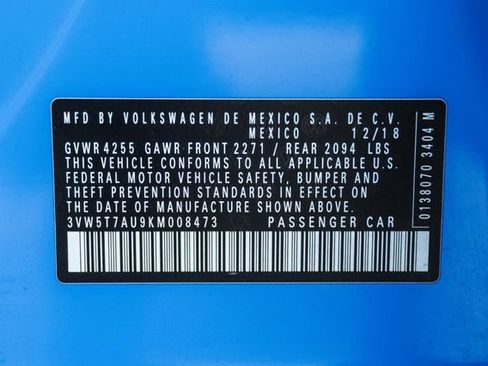 MFD BY VOLKSWAGEN DE MEXICO S.A. DE C.V.
MEXICO 12/18
GVWR 4255 GAWR FRONT 2271 / REAR 2094 LBS
THIS VEHICLE CONFORMS TO ALL APPLICABLE U.S.
FEDERAL MOTOR VEHICLE SAFETY, BUMPER AND
THEFT PREVENTION STANDARDS IN EFFECT ON
THE DATE OF MANUFACTURE SHOWN ABOVE.
3VW5T7AU9KM008473 PASSENGER CAR
0138070 3404 M